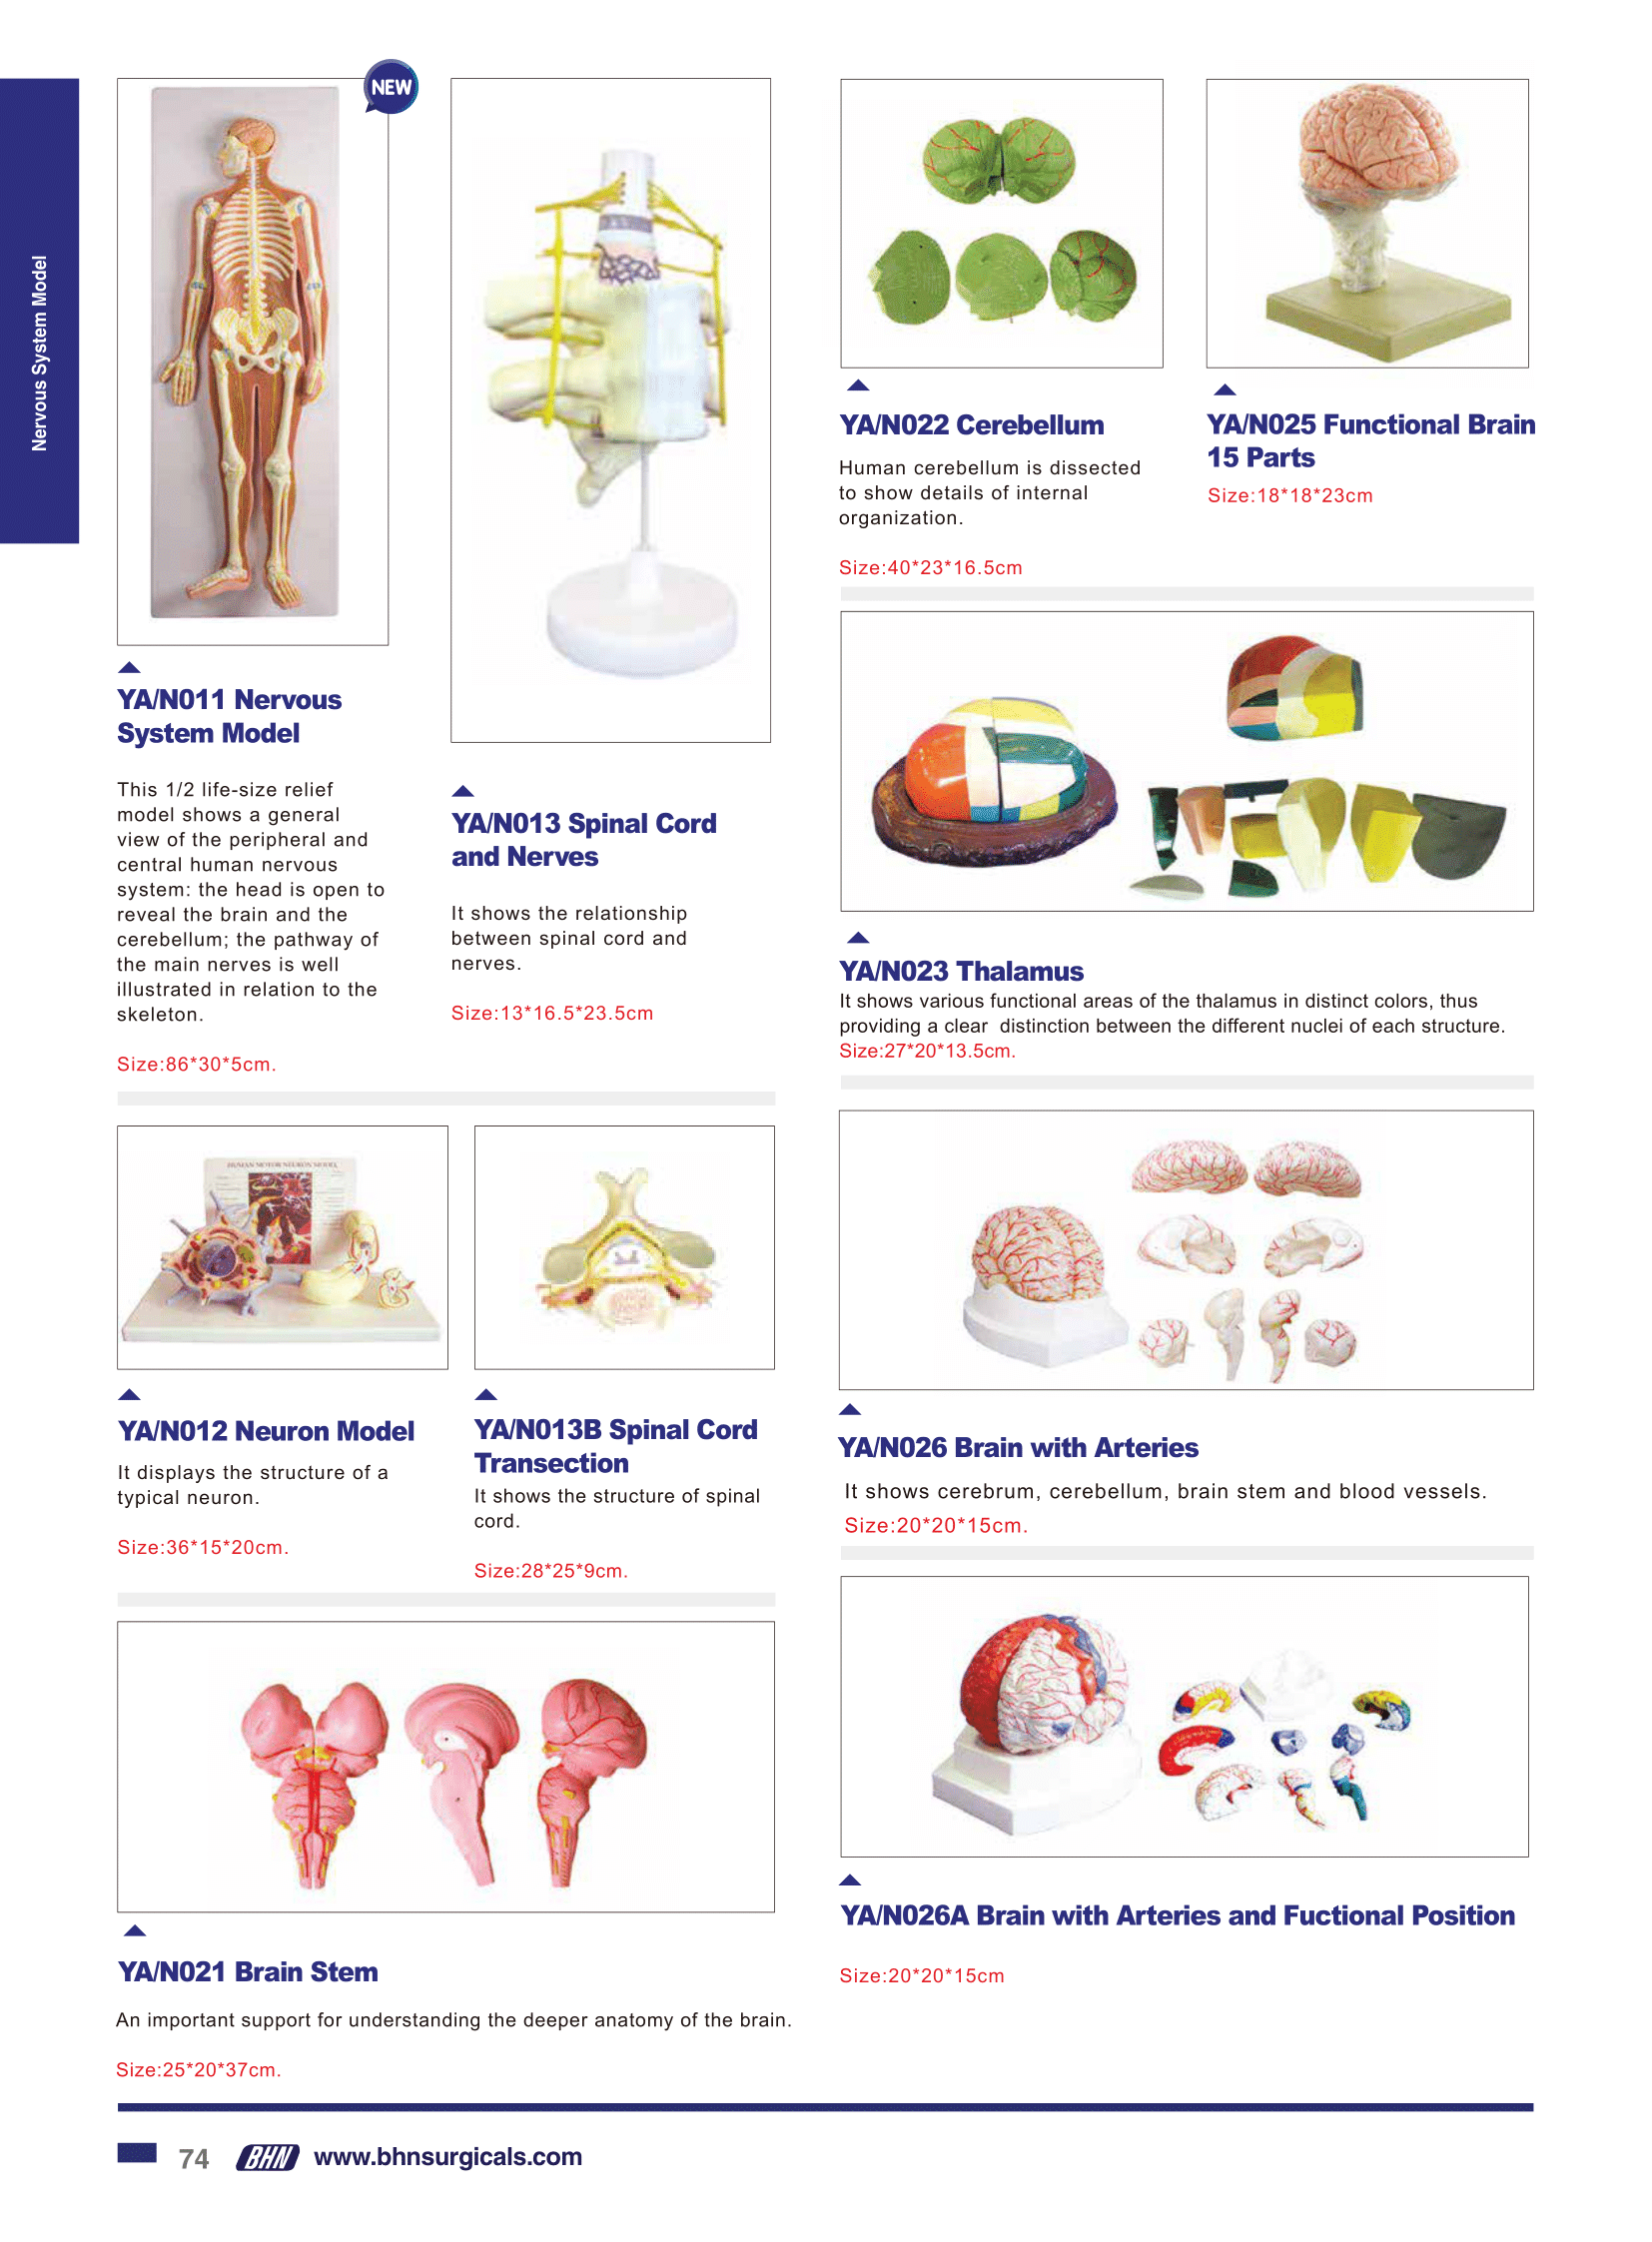 Nervous System Model
NEW
YA/N011 Nervous
System Model
This 1/2 life-size relief
model shows a general
view of the peripheral and
central human nervous
system: the head is open to
reveal the brain and the
cerebellum; the pathway of
the main nerves is well
illustrated in relation to the
skeleton.
Size:86*30*5cm.
YA/N013 Spinal Cord
and Nerves
It shows the relationship
between spinal cord and
nerves.
Size:13*16.5*23.5cm
HUMAN MOTOR NEURON MODEL
YA/N012 Neuron Model
It displays the structure of a
typical neuron.
Size:36*15*20cm.
YA/N013B Spinal Cord
Transection
It shows the structure of spinal
cord.
Size:28*25*9cm.
YA/N021 Brain Stem
An important support for understanding the deeper anatomy of the brain.
Size:25*20*37cm.
YA/N022 Cerebellum
Human cerebellum is dissected
to show details of internal
organization.
Size:40*23*16.5cm
YA/N025 Functional Brain
15 Parts
Size:18*18*23cm
YA/N023 Thalamus
It shows various functional areas of the thalamus in distinct colors, thus
providing a clear  distinction between the different nuclei of each structure.
Size:27*20*13.5cm.
YA/N026 Brain with Arteries
It shows cerebrum, cerebellum, brain stem and blood vessels.
Size:20*20*15cm.
YA/N026A Brain with Arteries and Fuctional Position
Size:20*20*15cm
74 BHN www.bhnsurgicals.com